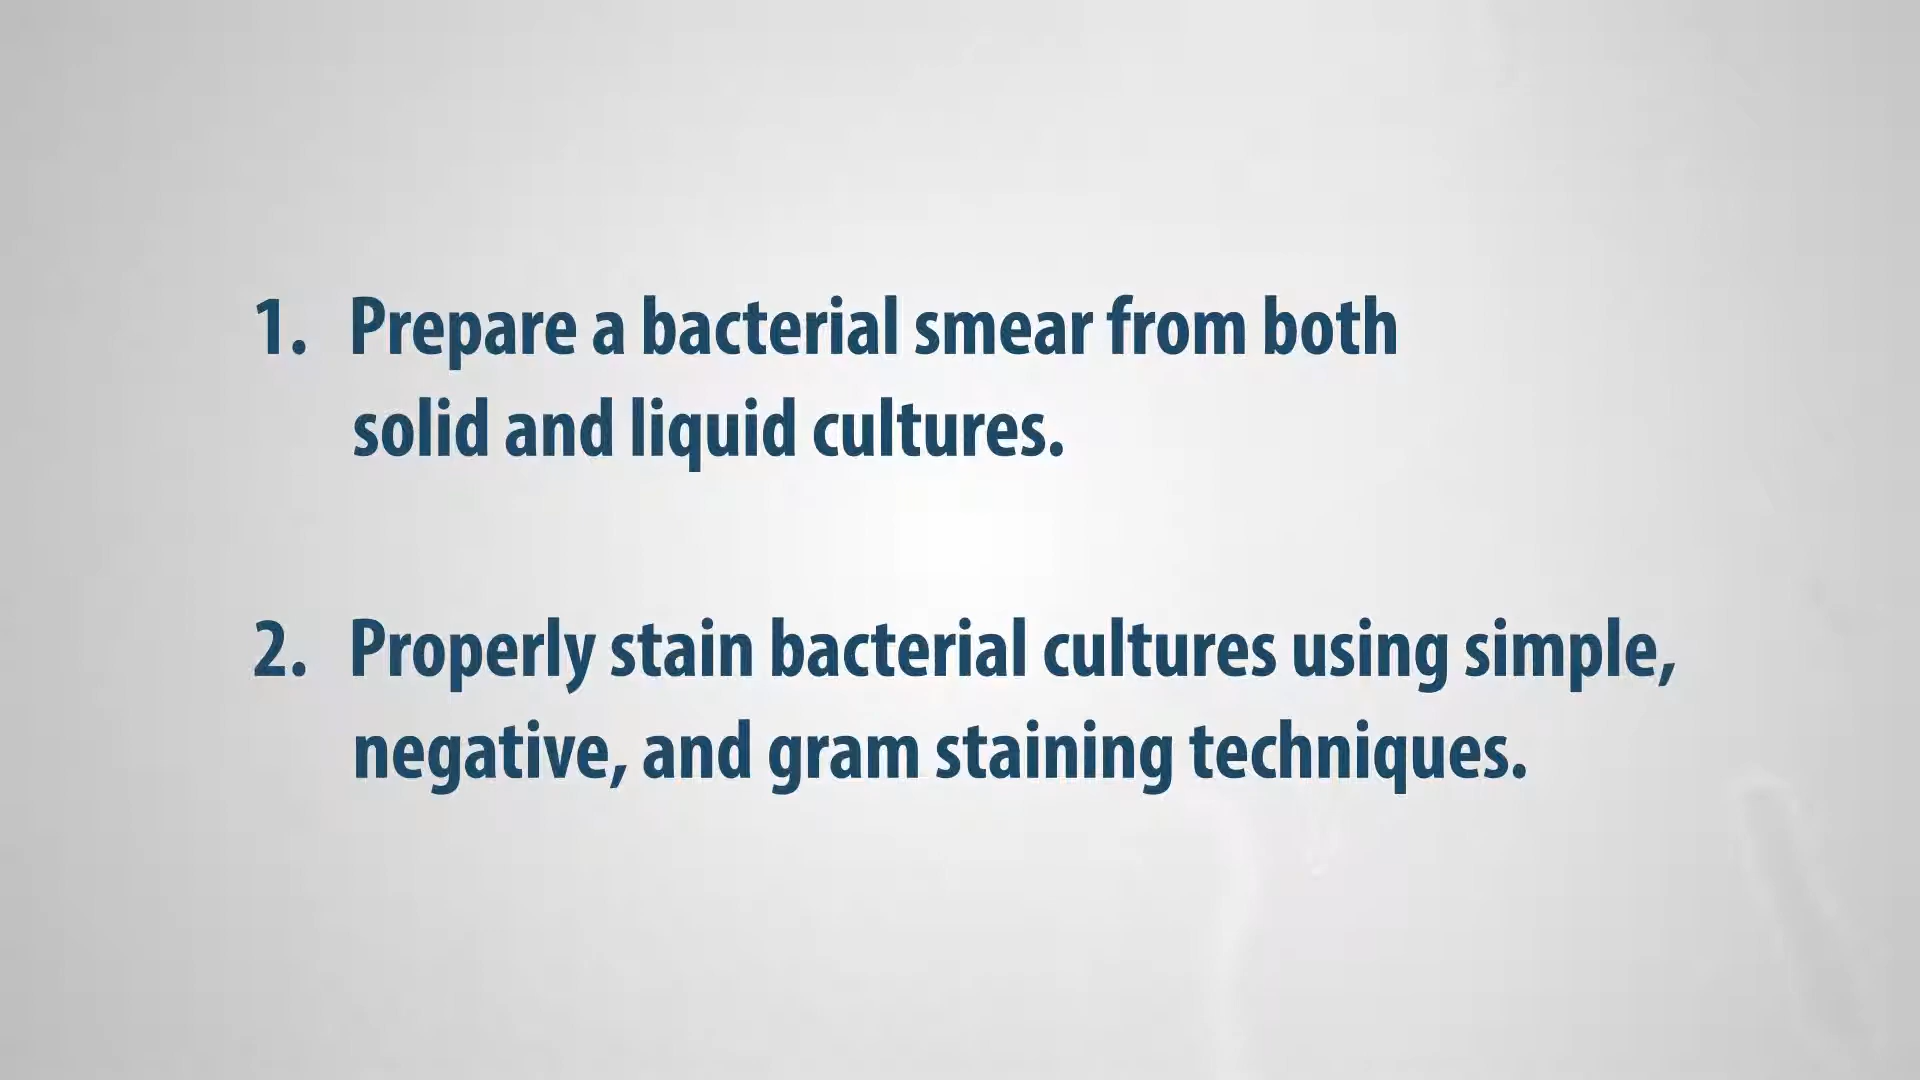 1. Prepare a bacterial smear from both
solid and liquid cultures.
2. Properly stain bacterial cultures using simple,
negative, and gram staining techniques.